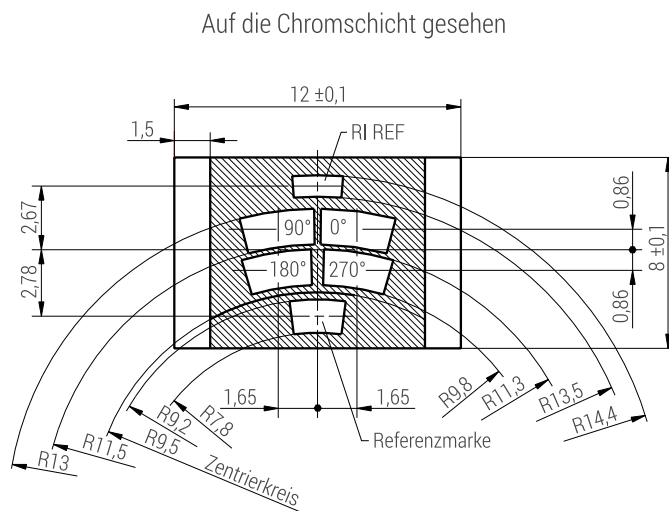 Auf die Chromschicht gesehen
12 ±0,1
1,5
RI REF
2,67
0,86
90° 0°
8 ±0,1
180° 270°
2,78
0,86
1,65
1,65
R9,8
R11,3
R13,5
R14,4
R7,8
R9,2
R9,5
R11,5
R13
Referenzmarke
Zentrierkreis